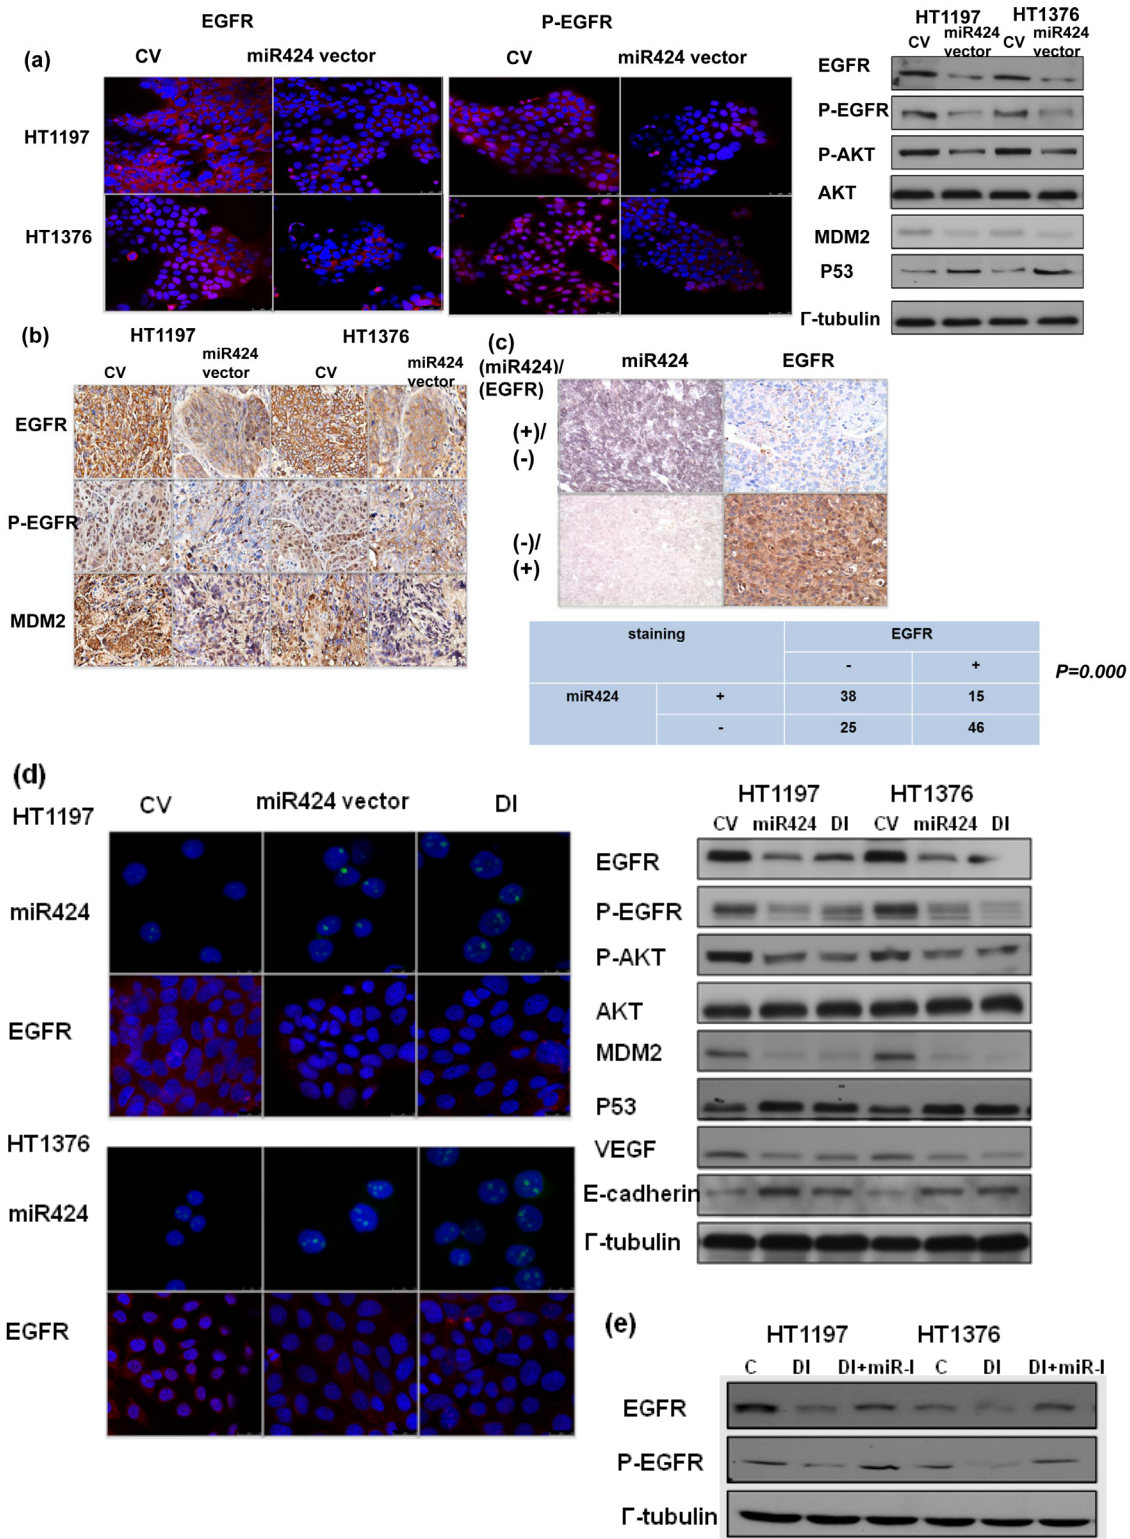 EGFR
P-EGFR
(a)
CV
miR424 vector
CV
miR424 vector
HT1197
HT1376
HT1197
HT1376
CV
miR424
vector
CV
miR424
vector
EGFR
P-EGFR
P-AKT
AKT
MDM2
P53
Γ-tubulin
(b)
HT1197
HT1376
CV
miR424
vector
CV
miR424
vector
EGFR
P-EGFR
MDM2
(c)
(miR424)/
(EGFR)
miR424
EGFR
(+)/
(-)
(-)/
(+)
staining
EGFR
-
+
miR424
+
38
15
-
25
46
P=0.000
(d)
HT1197
CV
miR424 vector
DI
miR424
EGFR
HT1376
miR424
EGFR
HT1197
HT1376
CV
miR424
DI
CV
miR424
DI
EGFR
P-EGFR
P-AKT
AKT
MDM2
P53
VEGF
E-cadherin
Γ-tubulin
(e)
HT1197
HT1376
C
DI
DI+miR-I
C
DI
DI+miR-I
EGFR
P-EGFR
Γ-tubulin